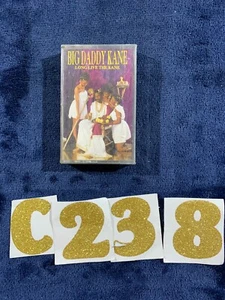 BIG DADDY KANE
LONG LIVE THE KANE
C238